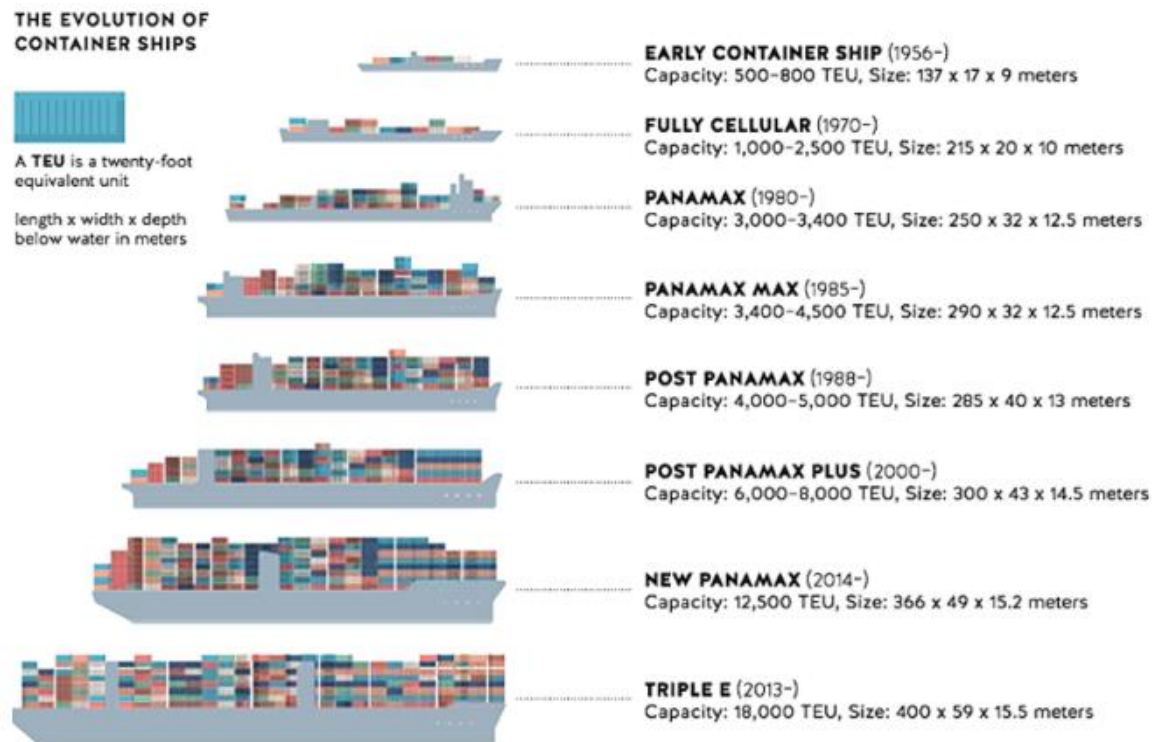 THE EVOLUTION OF
CONTAINER SHIPS
A TEU is a twenty-foot
equivalent unit
length x width x depth
below water in meters
EARLY CONTAINER SHIP (1956-)
Capacity: 500-800 TEU, Size: 137 x 17 x 9 meters
FULLY CELLULAR (1970-)
Capacity: 1,000-2,500 TEU, Size: 215 x 20 x 10 meters
PANAMAX (1980-)
Capacity: 3,000-3,400 TEU, Size: 250 x 32 x 12.5 meters
PANAMAX MAX (1985-)
Capacity: 3,400-4,500 TEU, Size: 290 x 32 x 12.5 meters
POST PANAMAX (1988-)
Capacity: 4,000-5,000 TEU, Size: 285 x 40 x 13 meters
POST PANAMAX PLUS (2000-)
Capacity: 6,000-8,000 TEU, Size: 300 x 43 x 14.5 meters
NEW PANAMAX (2014-)
Capacity: 12,500 TEU, Size: 366 x 49 x 15.2 meters
TRIPLE E (2013-)
Capacity: 18,000 TEU, Size: 400 x 59 x 15.5 meters